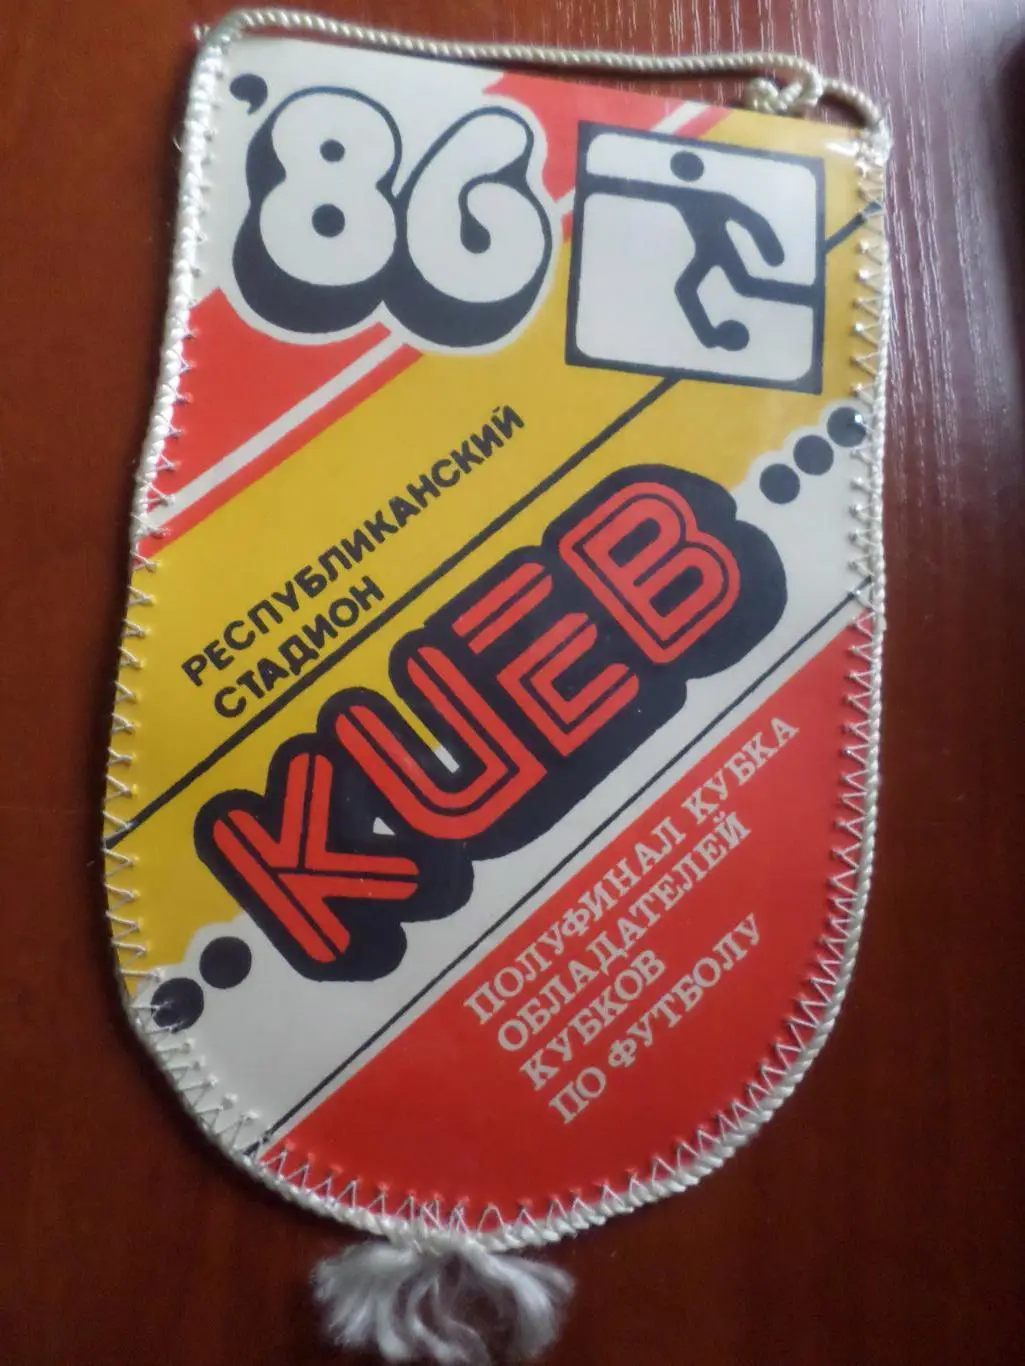 '86
РЕСПУБЛИКАНСКИЙ
СТАДИОН
КИЕВ
ПОЛУФИНАЛ КУБКА
ОБЛАДАТЕЛЕЙ
КУБКОВ
ПО ФУТБОЛУ